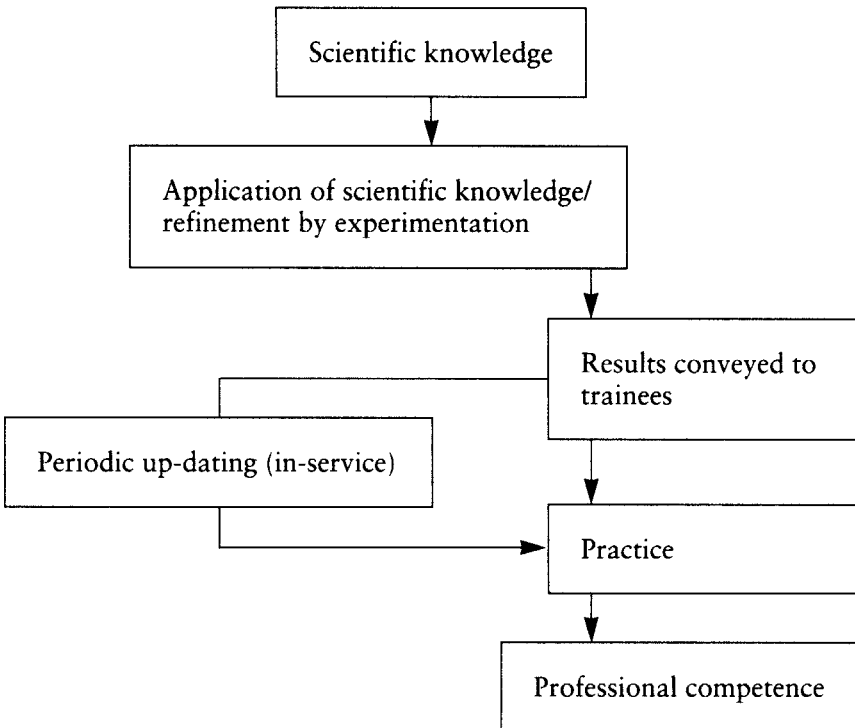 Scientific knowledge
Application of scientific knowledge/
refinement by experimentation
Results conveyed to
trainees
Periodic up-dating (in-service)
Practice
Professional competence